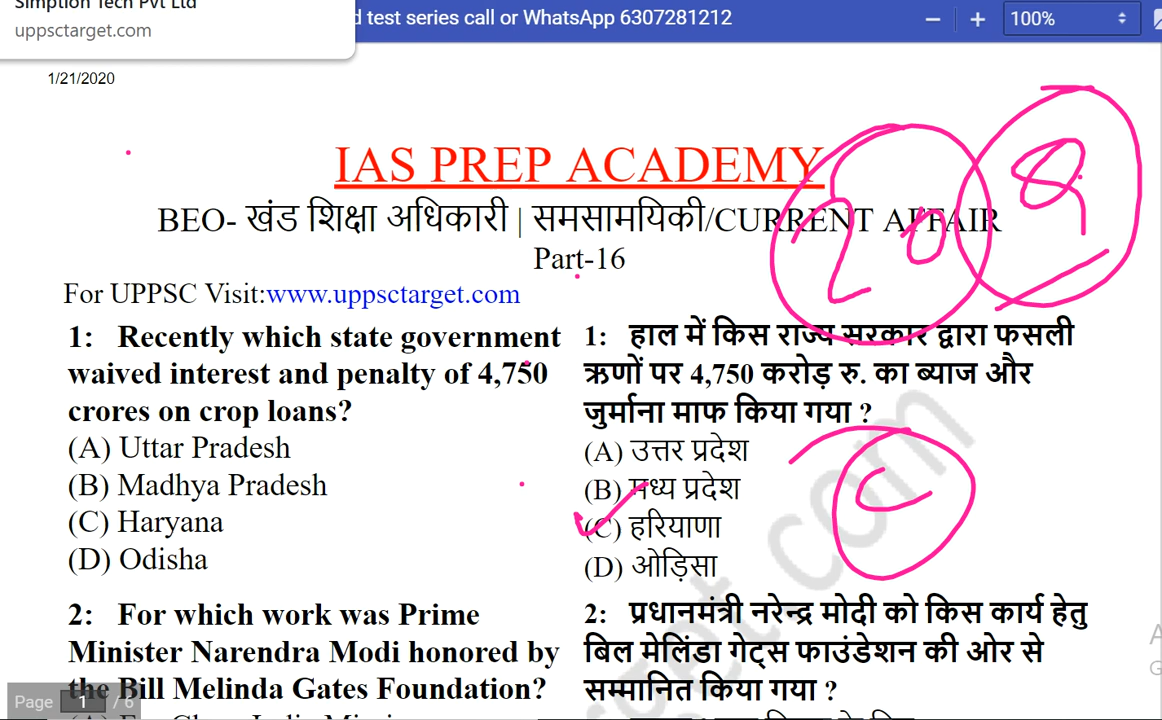 Simption Tech Pvt Ltd
uppsctarget.com
d test series call or WhatsApp 6307281212
100%
1/21/2020
IAS PREP ACADEMY
BEO- खंड शिक्षा अधिकारी | समसामयिकी/CURRENT AFFAIR
Part-16
For UPPSC Visit:www.uppsctarget.com
1: Recently which state government
waived interest and penalty of 4,750
crores on crop loans?
(A) Uttar Pradesh
(B) Madhya Pradesh
(C) Haryana
(D) Odisha
2: For which work was Prime
Minister Narendra Modi honored by
the Bill Melinda Gates Foundation?
1: हाल में किस राज्य सरकार द्वारा फसली
ऋणों पर 4,750 करोड़ रु. का ब्याज और
जुर्माना माफ किया गया ?
(A) उत्तर प्रदेश
(B) मध्य प्रदेश
(C) हरियाणा
(D) ओड़िसा
2: प्रधानमंत्री नरेन्द्र मोदी को किस कार्य हेतु
बिल मेलिंडा गेट्स फाउंडेशन की ओर से
सम्मानित किया गया ?
20
9
C
Page 1 / 6